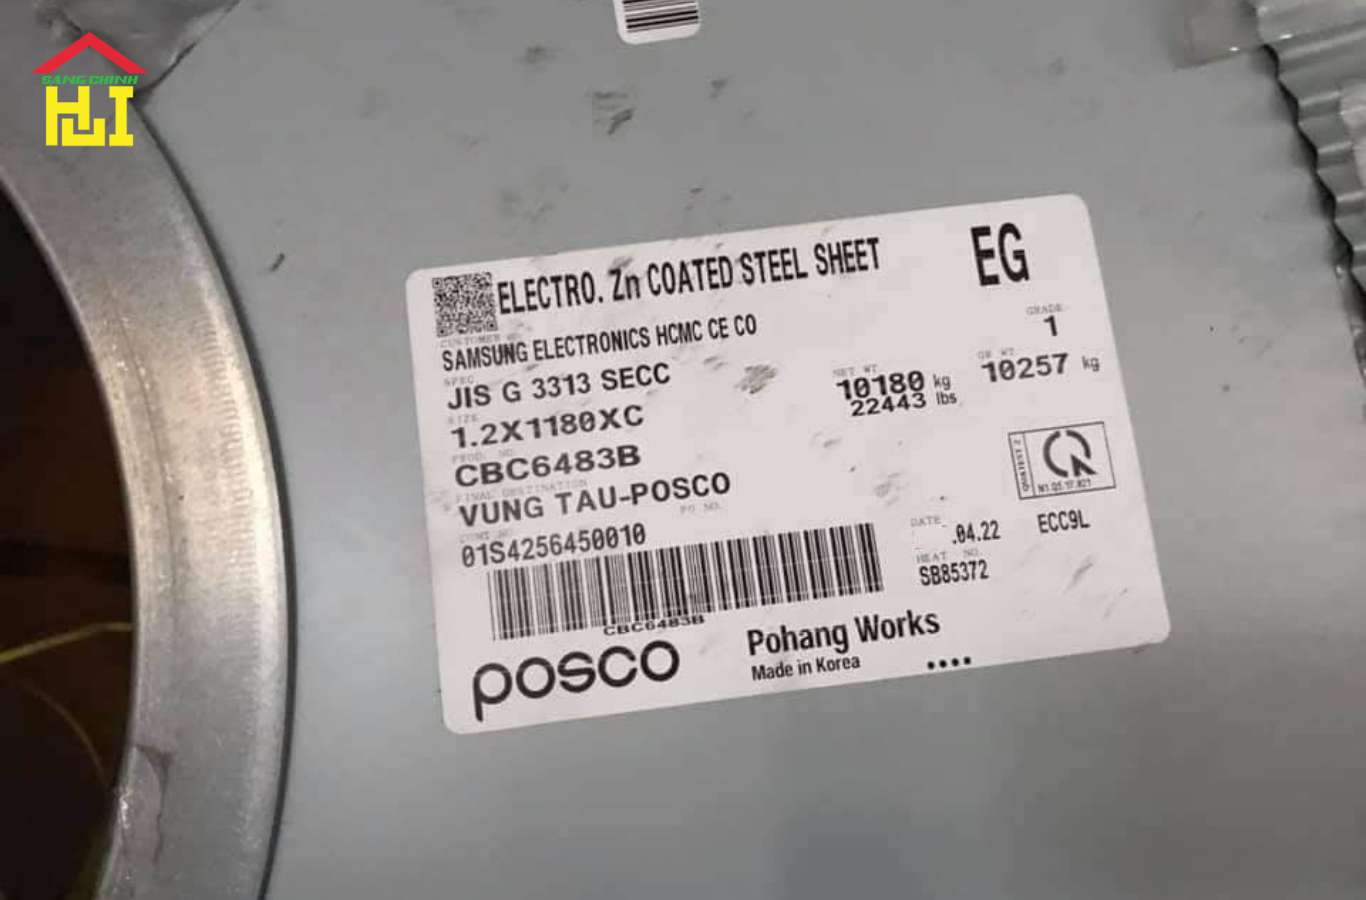 SANG CHINH
ELECTRO. Zn COATED STEEL SHEET
EG
CUSTOMER
SAMSUNG ELECTRONICS HCMC CE CO
GRADE
1
SPEC
JIS G 3313 SECC
NET WT.
10180 kg
22443 lbs
GR WT.
10257 kg
SIZE
1.2X1180XC
PROD. NO.
CBC6483B
FINAL DESTINATION
VUNG TAU-POSCO
PO NO.
01S4256450010
QUATEST 2
DATE
.04.22
ECC9L
HEAT NO.
SB85372
CBC6483B
posco
Pohang Works
Made in Korea